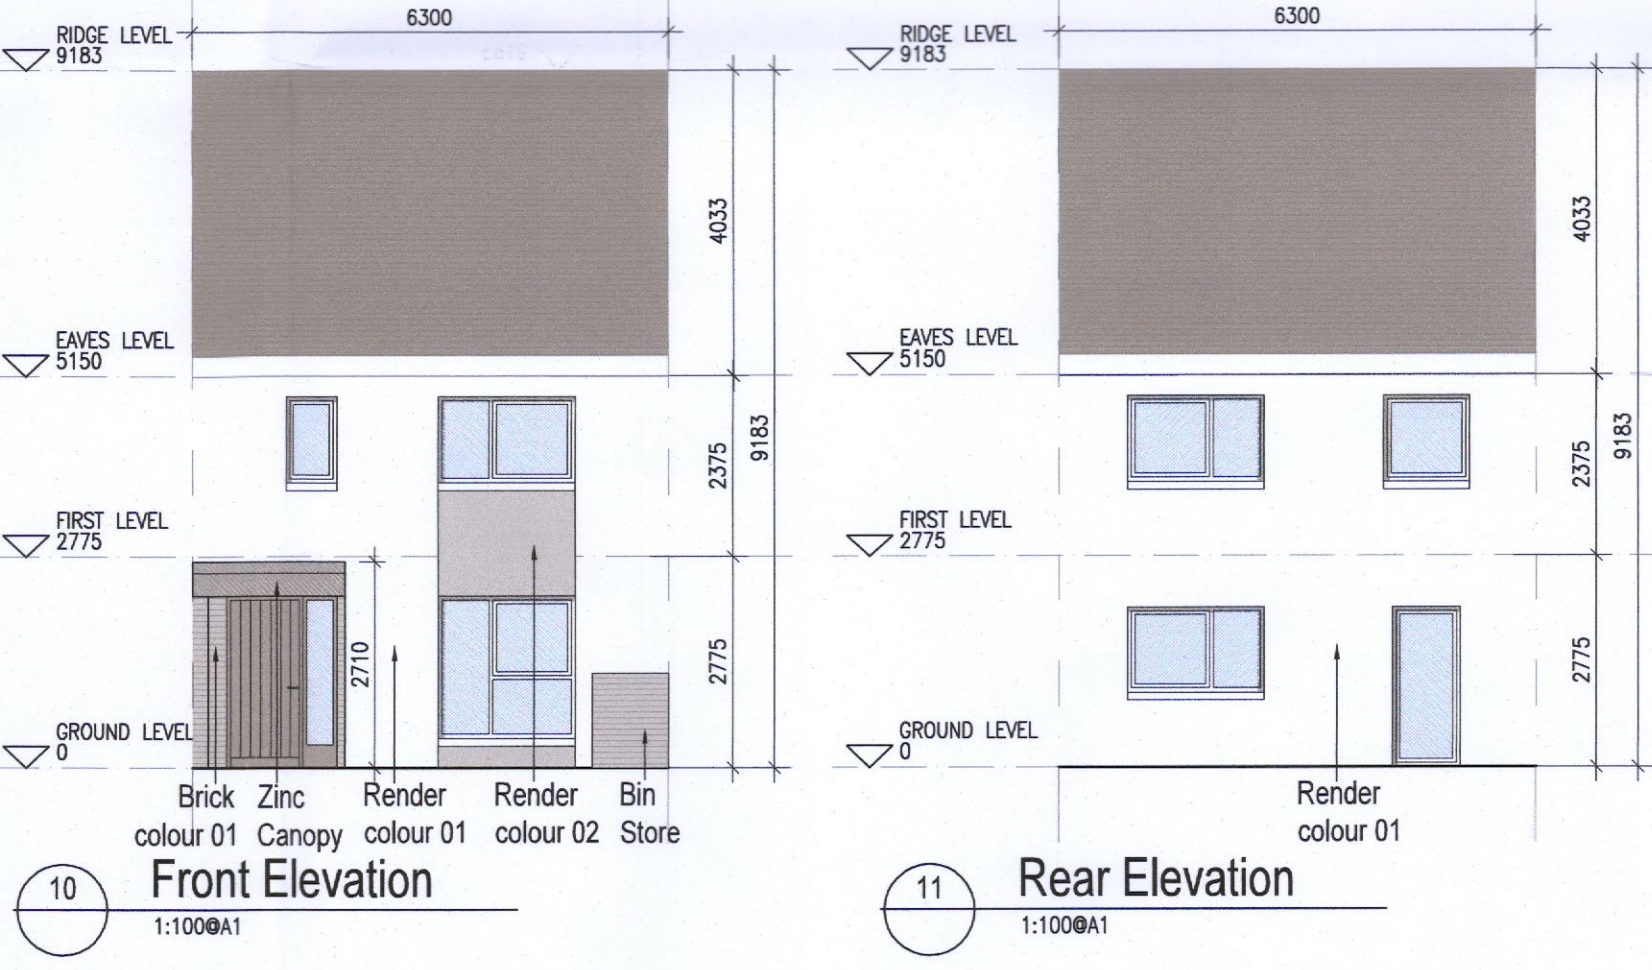 6300
RIDGE LEVEL
9183
4033
EAVES LEVEL
5150
9183
2375
FIRST LEVEL
2775
2710
2775
GROUND LEVEL
0
Brick
colour 01
Zinc
Canopy
Render
colour 01
Render
colour 02
Bin
Store
10
Front Elevation
1:100@A1
6300
RIDGE LEVEL
9183
4033
EAVES LEVEL
5150
9183
2375
FIRST LEVEL
2775
2775
GROUND LEVEL
0
Render
colour 01
11
Rear Elevation
1:100@A1